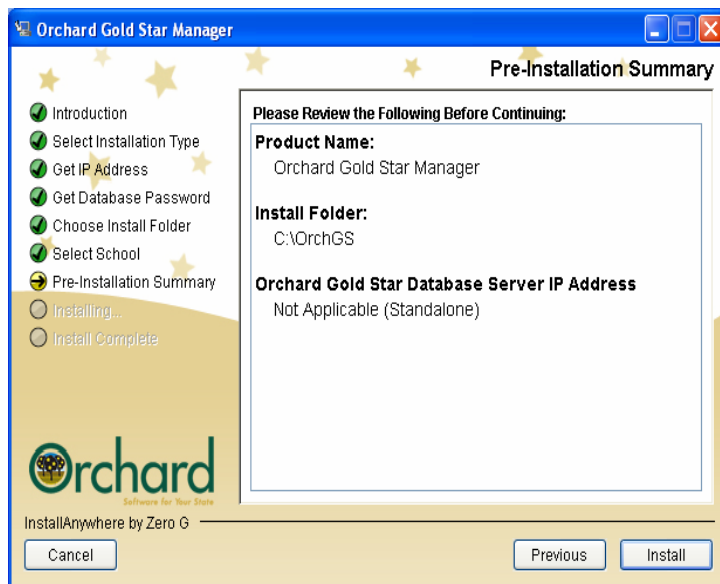 Orchard Gold Star Manager
Pre-Installation Summary
Introduction
Select Installation Type
Get IP Address
Get Database Password
Choose Install Folder
Select School
Pre-Installation Summary
Installing...
Install Complete
Please Review the Following Before Continuing:
Product Name:
Orchard Gold Star Manager
Install Folder:
C:\OrchGS
Orchard Gold Star Database Server IP Address
Not Applicable (Standalone)
Orchard
Software for Your State
InstallAnywhere by Zero G
Cancel
Previous
Install